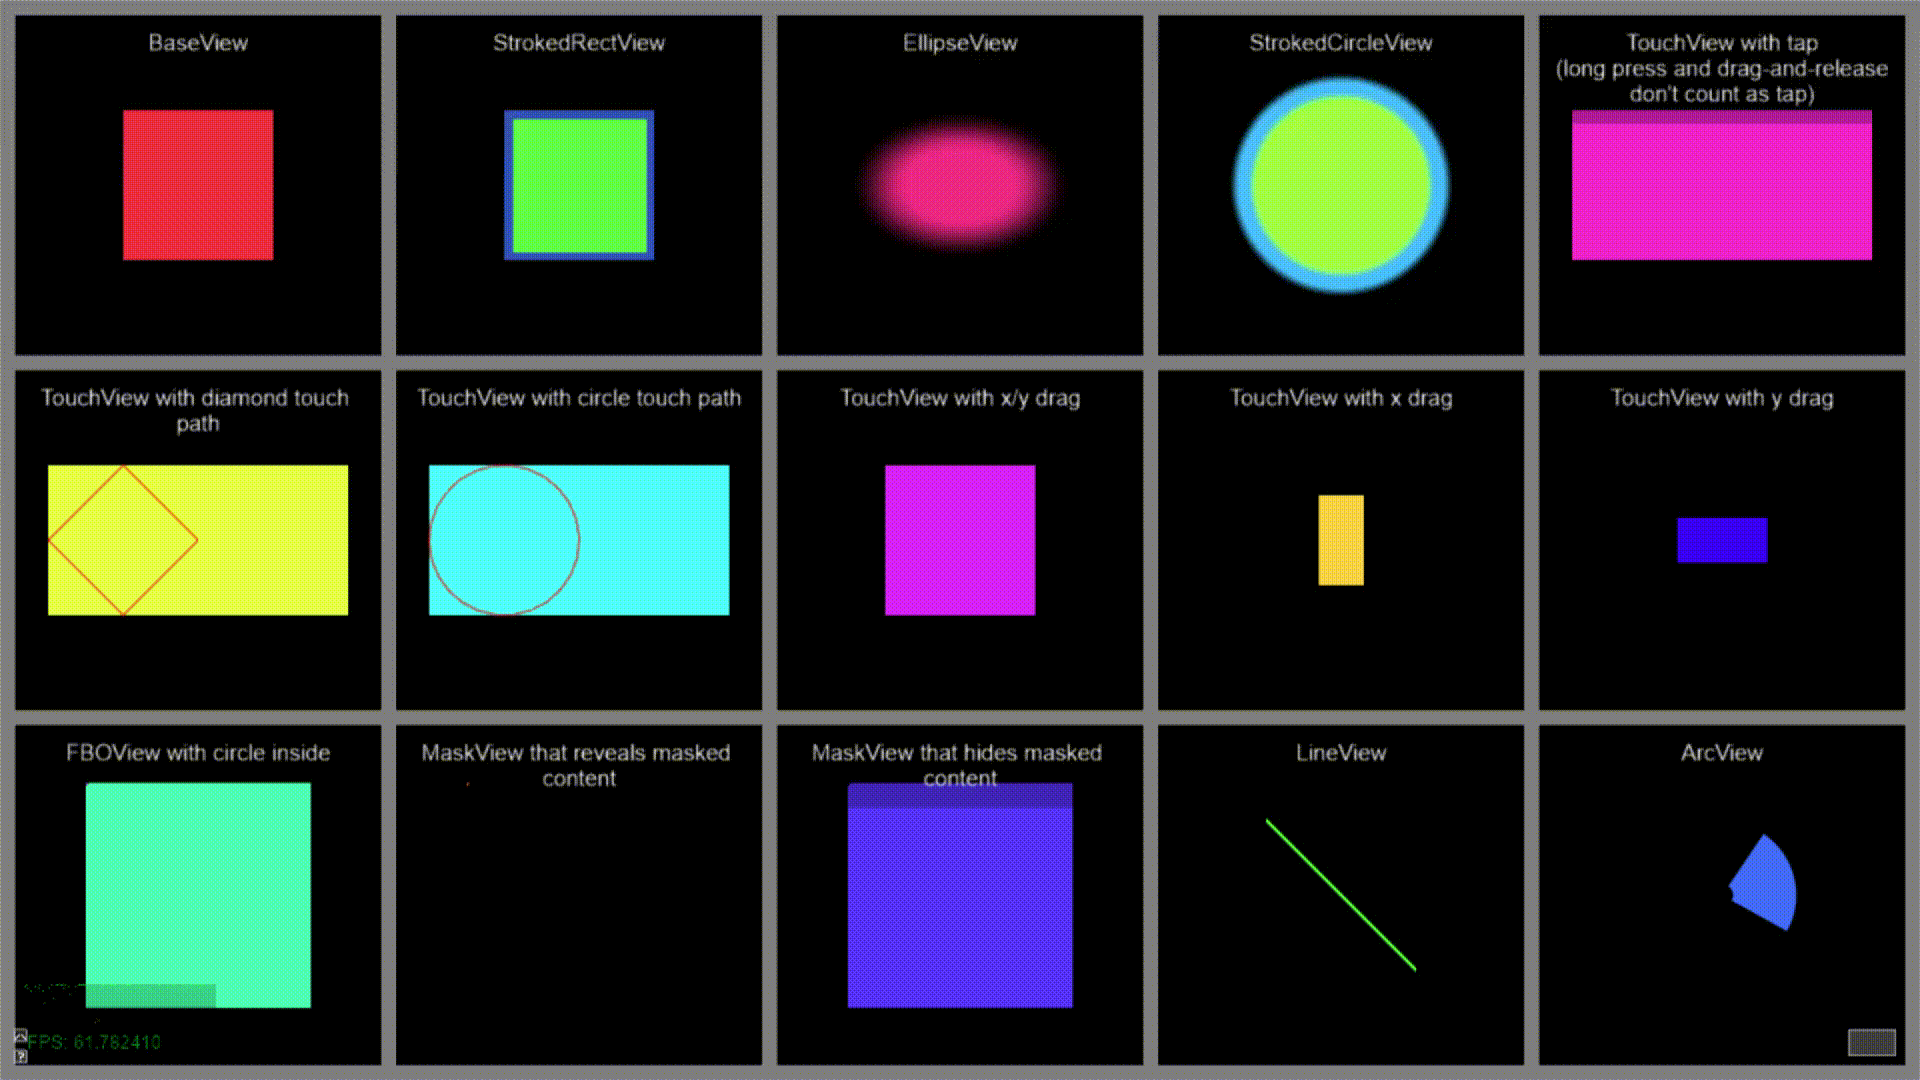 BaseView
StrokedRectView
EllipseView
StrokedCircleView
TouchView with tap
(long press and drag-and-release
don't count as tap)
TouchView with diamond touch
path
TouchView with circle touch path
TouchView with x/y drag
TouchView with x drag
TouchView with y drag
FBOView with circle inside
MaskView that reveals masked
content
MaskView that hides masked
content
LineView
ArcView
FPS: 61.782410
?